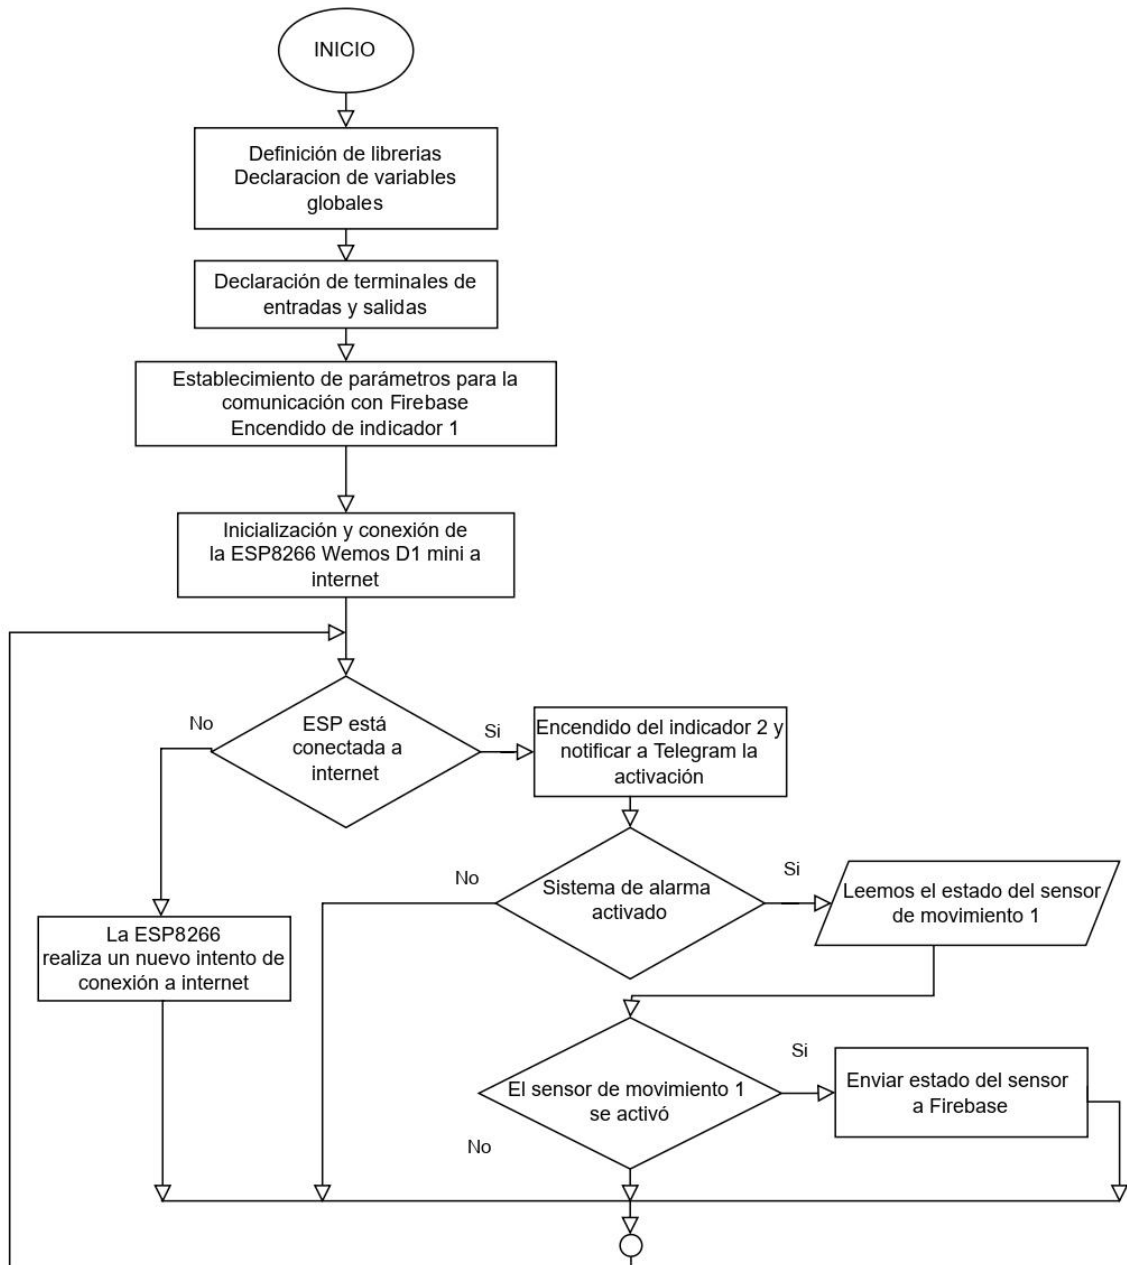 INICIO
Definición de librerias
Declaracion de variables
globales
Declaración de terminales de
entradas y salidas
Establecimiento de parámetros para la
comunicación con Firebase
Encendido de indicador 1
Inicialización y conexión de
la ESP8266 Wemos D1 mini a
internet
No
ESP está
conectada a
internet
Si
Encendido del indicador 2 y
notificar a Telegram la
activación
No
Sistema de alarma
activado
Si
Leemos el estado del sensor
de movimiento 1
La ESP8266
realiza un nuevo intento de
conexión a internet
El sensor de movimiento 1
se activó
Si
Enviar estado del sensor
a Firebase
No